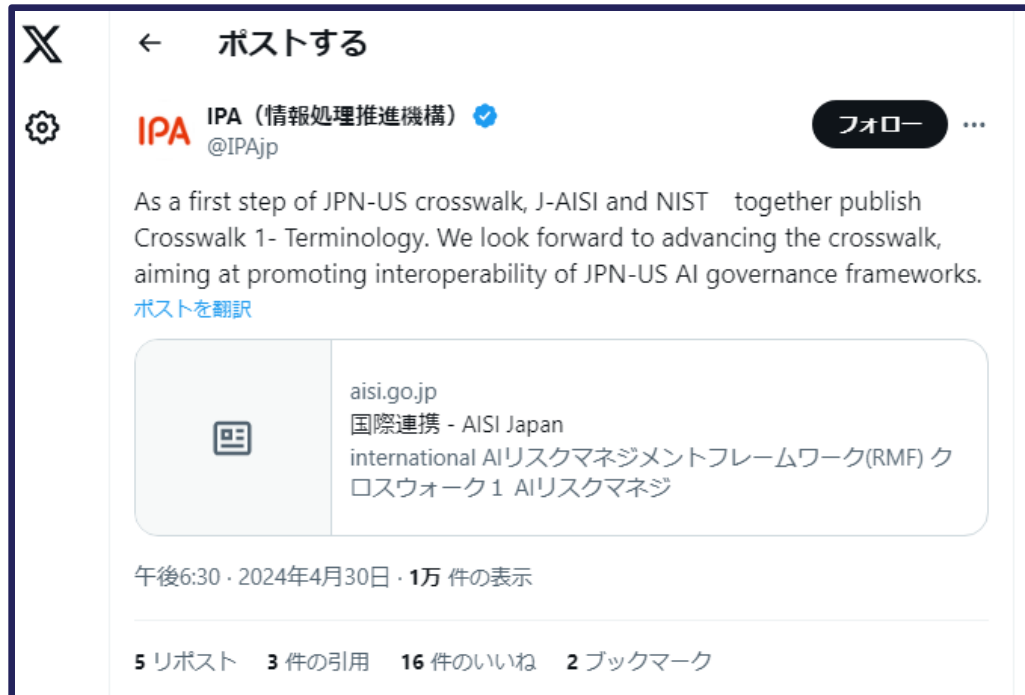 X
← ポストする
IPA
IPA（情報処理推進機構）
フォロー …
@IPAjp
As a first step of JPN-US crosswalk, J-AISI and NIST　together publish
Crosswalk 1- Terminology. We look forward to advancing the crosswalk,
aiming at promoting interoperability of JPN-US AI governance frameworks.
ポストを翻訳
aisi.go.jp
国際連携 - AISI Japan
international AIリスクマネジメントフレームワーク(RMF) ク
ロスウォーク１ AIリスクマネジ
午後6:30 · 2024年4月30日 · 1万 件の表示
5 リポスト 3 件の引用 16 件のいいね 2 ブックマーク